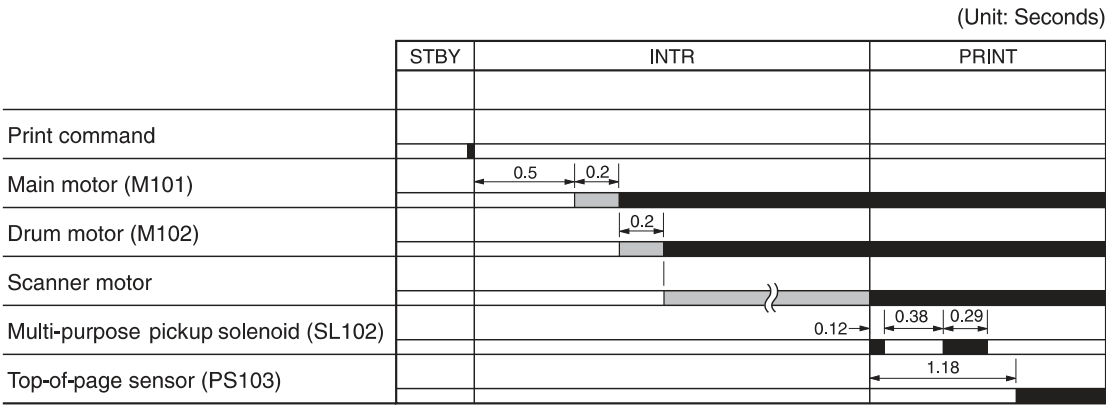 (Unit: Seconds)
STBY INTR PRINT
Print command
Main motor (M101) 0.5 0.2
Drum motor (M102) 0.2
Scanner motor
Multi-purpose pickup solenoid (SL102) 0.12 0.38 0.29
Top-of-page sensor (PS103) 1.18